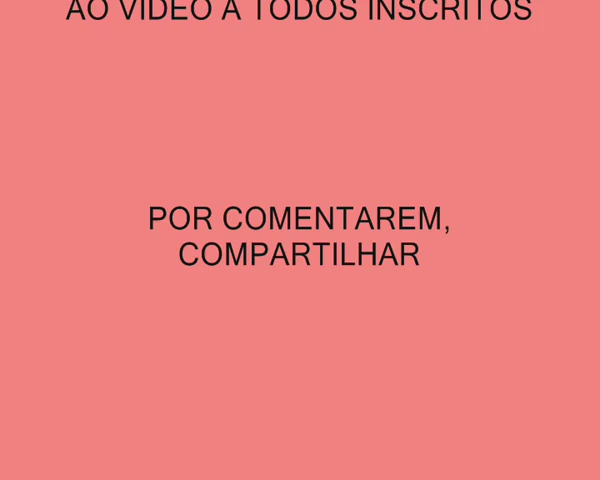 AO VIDEO A TODOS INSCRITOS
POR COMENTAREM,
COMPARTILHAR